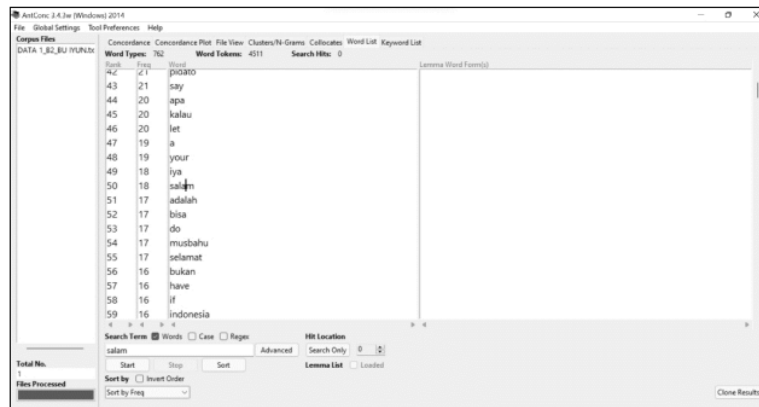 AntConc 3.4.3w (Windows) 2014
File Global Settings Tool Preferences Help
Corpus Files
DATA 1_B2_BU IYUN.tx
Concordance Concordance Plot File View Clusters/N-Grams Collocates Word List Keyword List
Word Types: 762 Word Tokens: 4511 Search Hits: 0
Rank Freq Word Lemma Word Form(s)
42 21 pidato
43 21 say
44 20 apa
45 20 kalau
46 20 let
47 19 a
48 19 your
49 18 iya
50 18 salam
51 17 adalah
52 17 bisa
53 17 do
54 17 musbahu
55 17 selamat
56 16 bukan
57 16 have
58 16 if
59 16 indonesia
Search Term Words Case Regex Hit Location
salam Advanced Search Only 0
Start Stop Sort Lemma List Loaded
Sort by Invert Order
Sort by Freq
Total No.
1
Files Processed
Clone Results